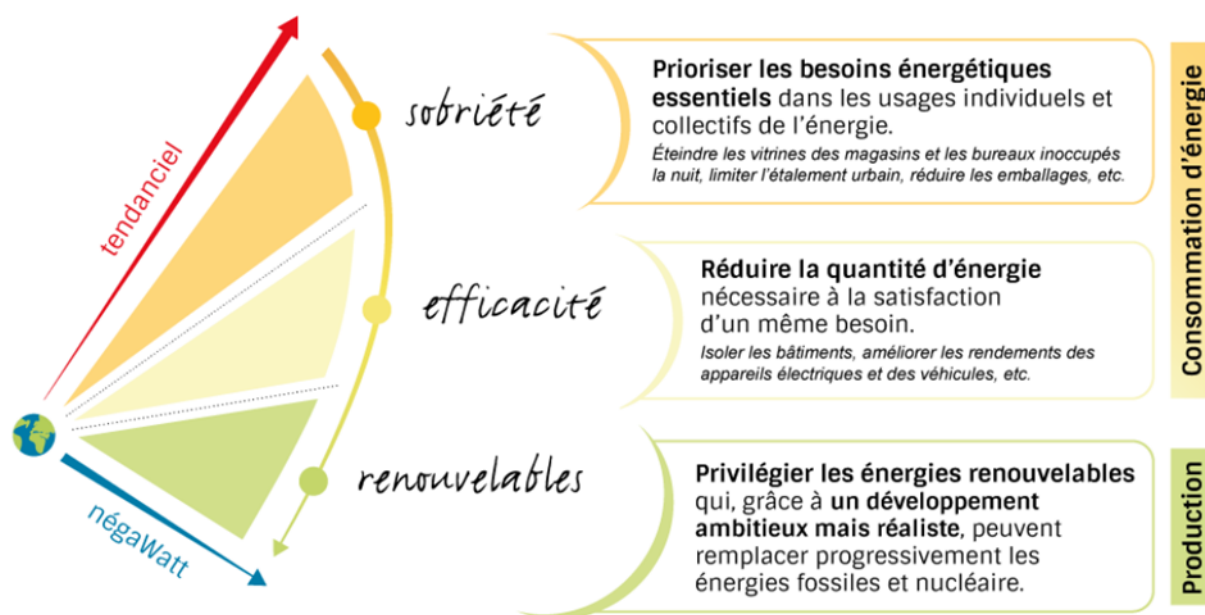 tendanciel
négaWatt
sobriété
Prioriser les besoins énergétiques
essentiels dans les usages individuels et
collectifs de l'énergie.
Éteindre les vitrines des magasins et les bureaux inoccupés
la nuit, limiter l'étalement urbain, réduire les emballages, etc.
efficacité
Réduire la quantité d'énergie
nécessaire à la satisfaction
d'un même besoin.
Isoler les bâtiments, améliorer les rendements des
appareils électriques et des véhicules, etc.
Consommation d'énergie
renouvelables
Privilégier les énergies renouvelables
qui, grâce à un développement
ambitieux mais réaliste, peuvent
remplacer progressivement les
énergies fossiles et nucléaire.
Production